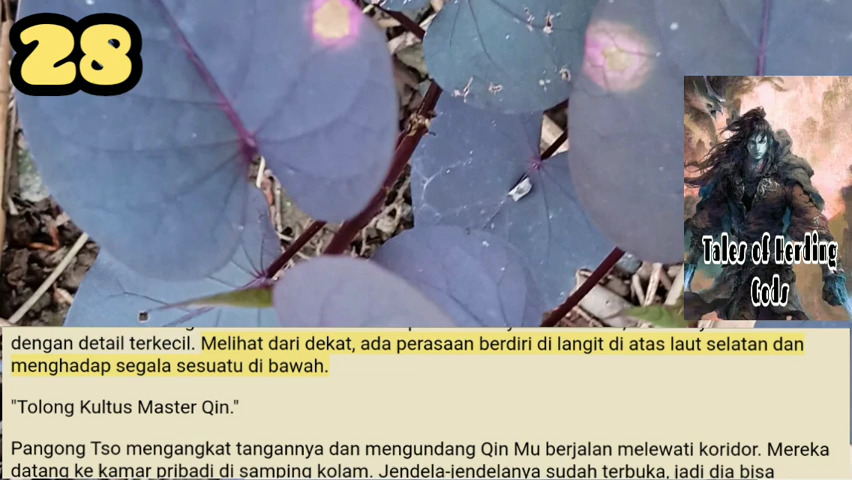 28
Tales of Herding
Gods
dengan detail terkecil. Melihat dari dekat, ada perasaan berdiri di langit di atas laut selatan dan
menghadap segala sesuatu di bawah.
"Tolong Kultus Master Qin."
Pangong Tso mengangkat tangannya dan mengundang Qin Mu berjalan melewati koridor. Mereka
datang ke kamar pribadi di samping kolam. Jendela-jendelanya sudah terbuka, jadi dia bisa